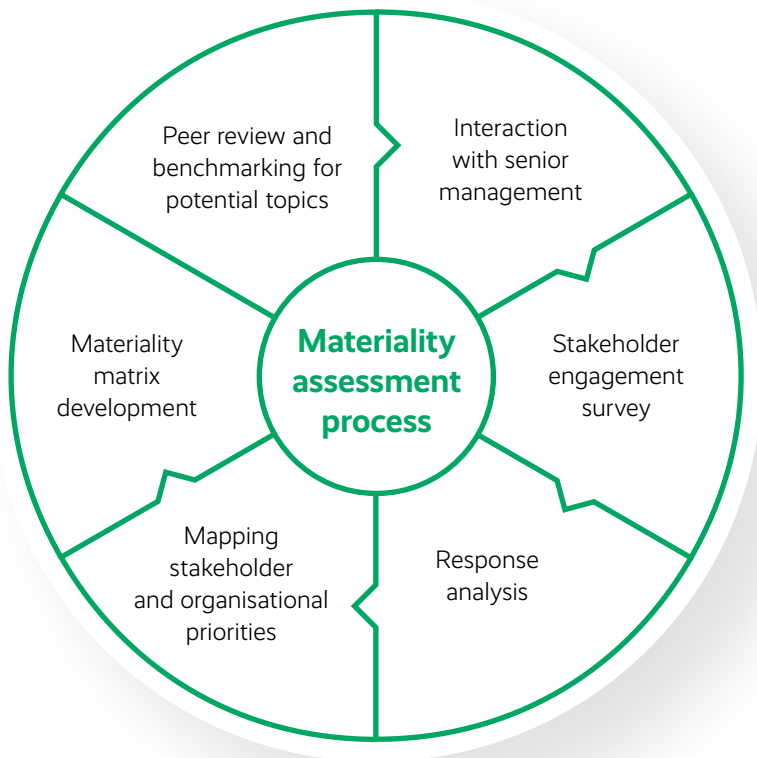 Peer review and
benchmarking for
potential topics
Interaction
with senior
management
Stakeholder
engagement
survey
Response
analysis
Mapping
stakeholder
and organisational
priorities
Materiality
matrix
development
Materiality
assessment
process